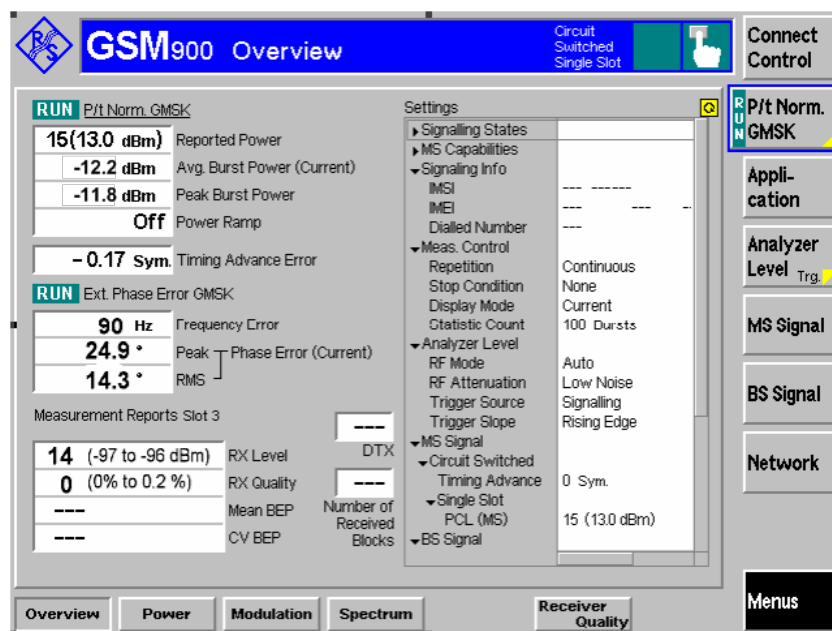 R S
GSM900 Overview
Circuit
Switched
Single Slot
Connect
Control
RUN P/t Norm. GMSK
15(13.0 dBm) Reported Power
-12.2 dBm Avg. Burst Power (Current)
-11.8 dBm Peak Burst Power
Off Power Ramp
-0.17 Sym. Timing Advance Error
RUN Ext. Phase Error GMSK
90 Hz Frequency Error
24.9 ° Peak Phase Error (Current)
14.3 ° RMS
Measurement Reports Slot 3
--- DTX
14 (-97 to -96 dBm) RX Level
0 (0% to 0.2 %) RX Quality
--- Mean BEP
--- CV BEP
--- Number of
Received
Blocks
Settings
Signalling States
MS Capabilities
Signaling Info
IMSI --- ------
IMEI --- --- -
Dialled Number ---
Meas. Control
Repetition Continuous
Stop Condition None
Display Mode Current
Statistic Count 100 Bursts
Analyzer Level
RF Mode Auto
RF Attenuation Low Noise
Trigger Source Signalling
Trigger Slope Rising Edge
MS Signal
Circuit Switched
Timing Advance 0 Sym.
Single Slot
PCL (MS) 15 (13.0 dBm)
BS Signal
RUN P/t Norm.
GMSK
Appli-
cation
Analyzer
Level Trg.
MS Signal
BS Signal
Network
Menus
Overview Power Modulation Spectrum Receiver
Quality